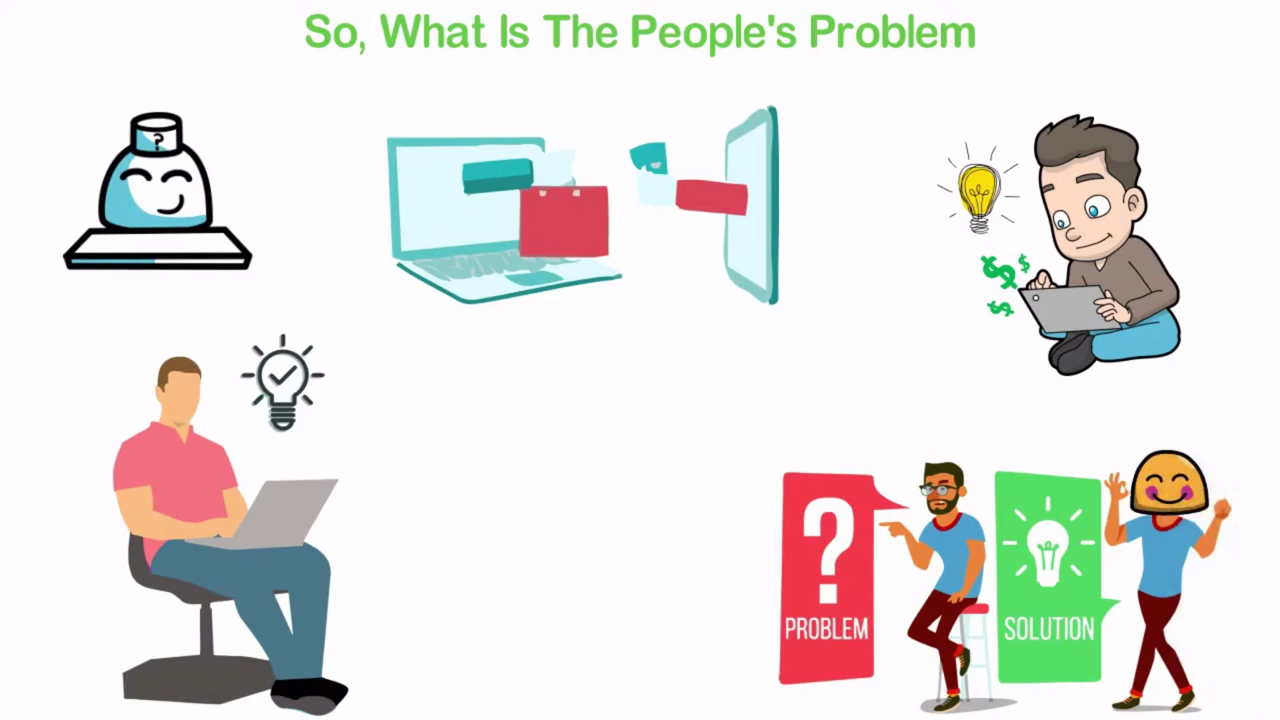 So, What Is The People's Problem
?
$
$
$
?
PROBLEM
SOLUTION